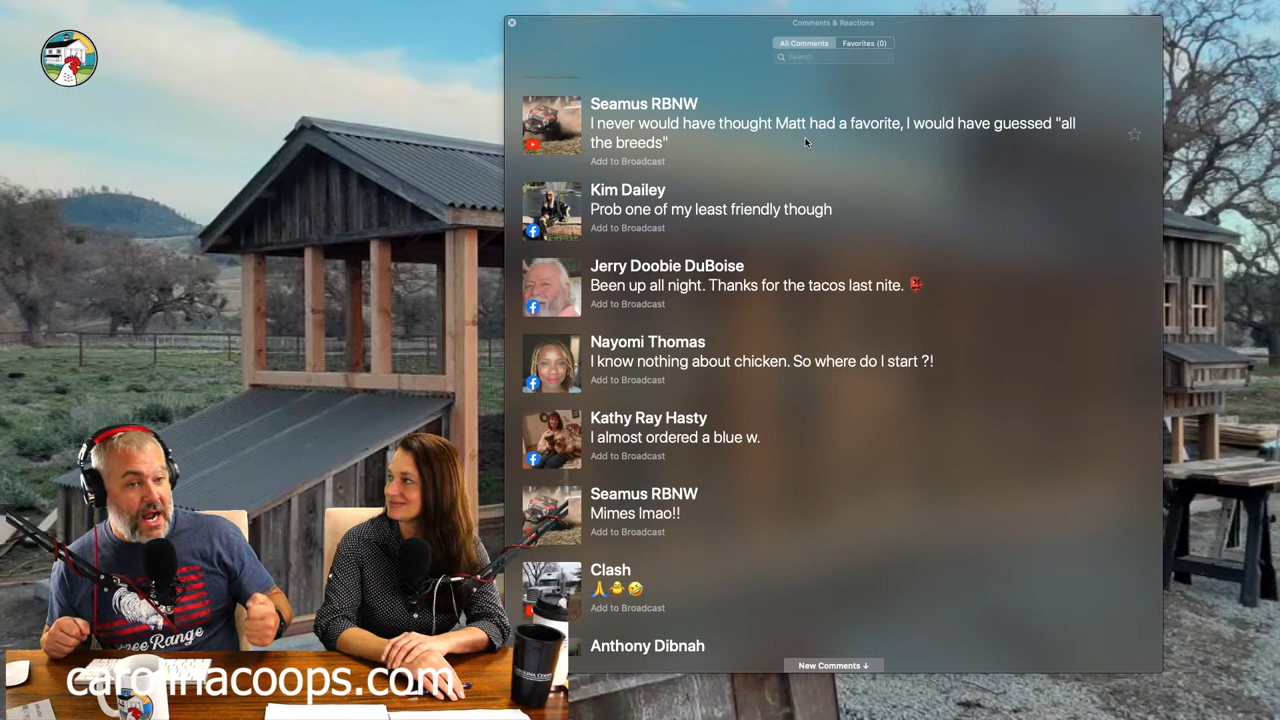 Comments & Reactions
All Comments
Favorites (0)
Search
Seamus RBNW
I never would have thought Matt had a favorite, I would have guessed "all
the breeds"
Add to Broadcast
Kim Dailey
Prob one of my least friendly though
Add to Broadcast
Jerry Doobie DuBoise
Been up all night. Thanks for the tacos last nite. 👺
Add to Broadcast
Nayomi Thomas
I know nothing about chicken. So where do I start ?!
Add to Broadcast
Kathy Ray Hasty
I almost ordered a blue w.
Add to Broadcast
Seamus RBNW
Mimes lmao!!
Add to Broadcast
Clash
🙏🐥🤣
Add to Broadcast
Anthony Dibnah
New Comments ↓
Range
CAROLINA COOPS
carolinacoops.com